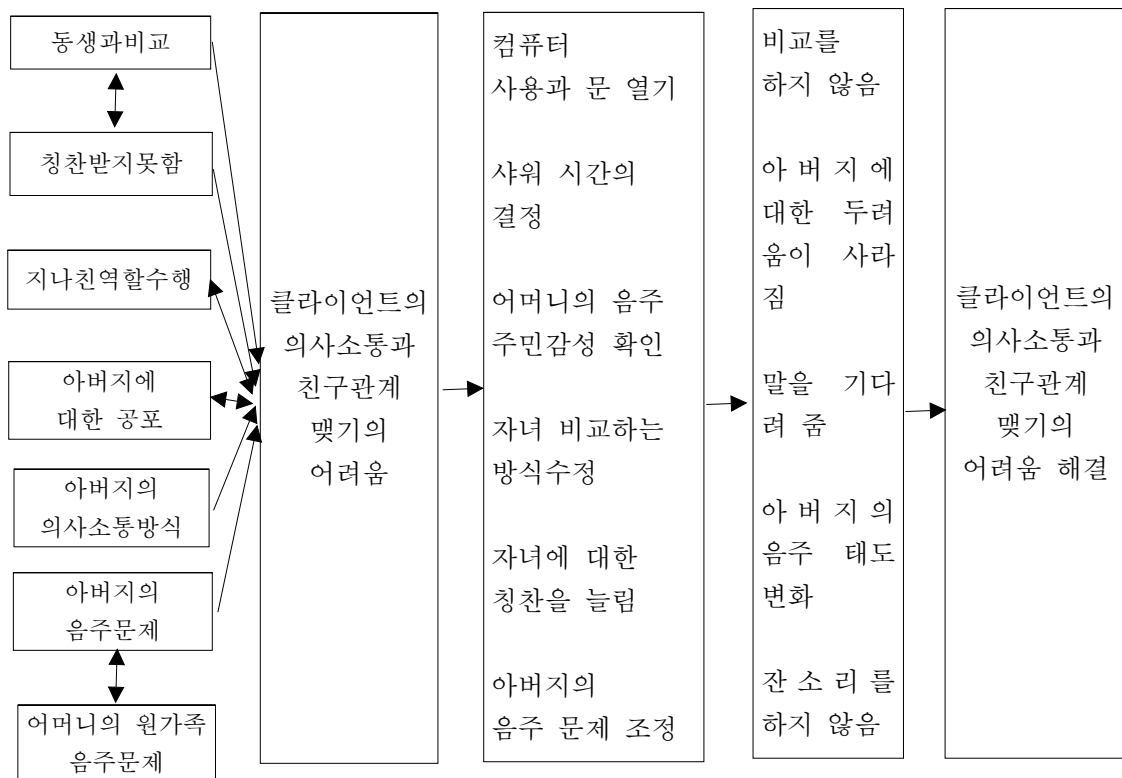 동생과비교
칭찬받지못함
지나친역할수행
아버지에
대한 공포
아버지의
의사소통방식
아버지의
음주문제
어머니의 원가족
음주문제
클라이언트의
의사소통과
친구관계
맺기의
어려움
컴퓨터
사용과 문 열기
샤워 시간의
결정
어머니의 음주
주민감성 확인
자녀 비교하는
방식수정
자녀에 대한
칭찬을 늘림
아버지의
음주 문제 조정
비교를
하지 않음
아 버 지 에
대한 두려
움이 사라
짐
말을 기다
려 줌
아 버 지 의
음주 태도
변화
잔 소 리 를
하지 않음
클라이언트의
의사소통과
친구관계
맺기의
어려움 해결